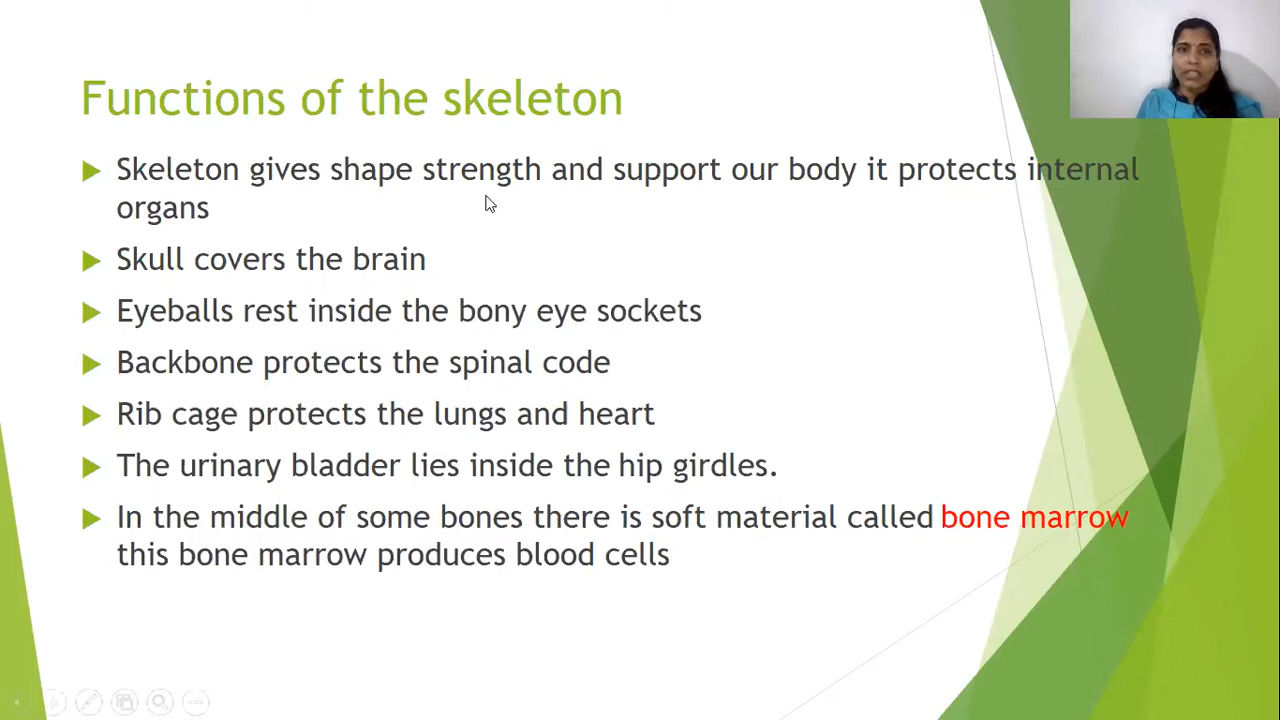 Functions of the skeleton
Skeleton gives shape strength and support our body it protects internal
organs
Skull covers the brain
Eyeballs rest inside the bony eye sockets
Backbone protects the spinal code
Rib cage protects the lungs and heart
The urinary bladder lies inside the hip girdles.
In the middle of some bones there is soft material called bone marrow
this bone marrow produces blood cells
4